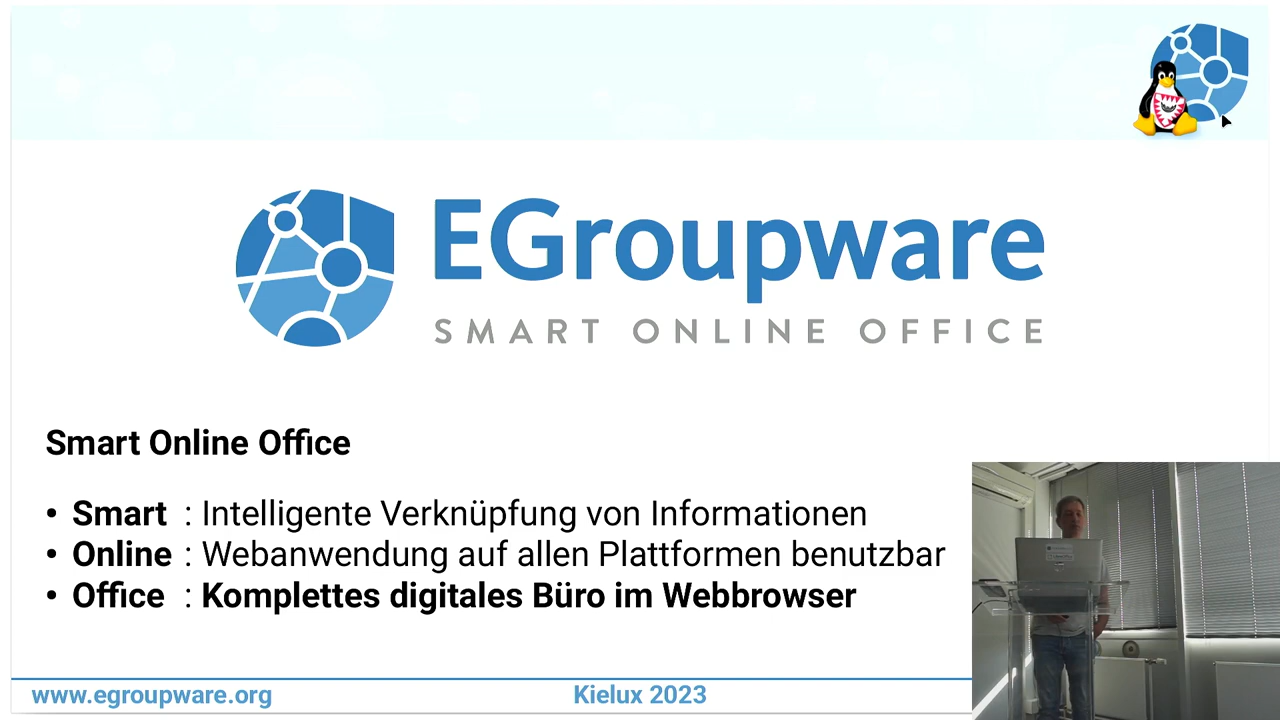 EGroupware
SMART ONLINE OFFICE
Smart Online Office
• Smart : Intelligente Verknüpfung von Informationen
• Online : Webanwendung auf allen Plattformen benutzbar
• Office : Komplettes digitales Büro im Webbrowser
www.egroupware.org
Kielux 2023